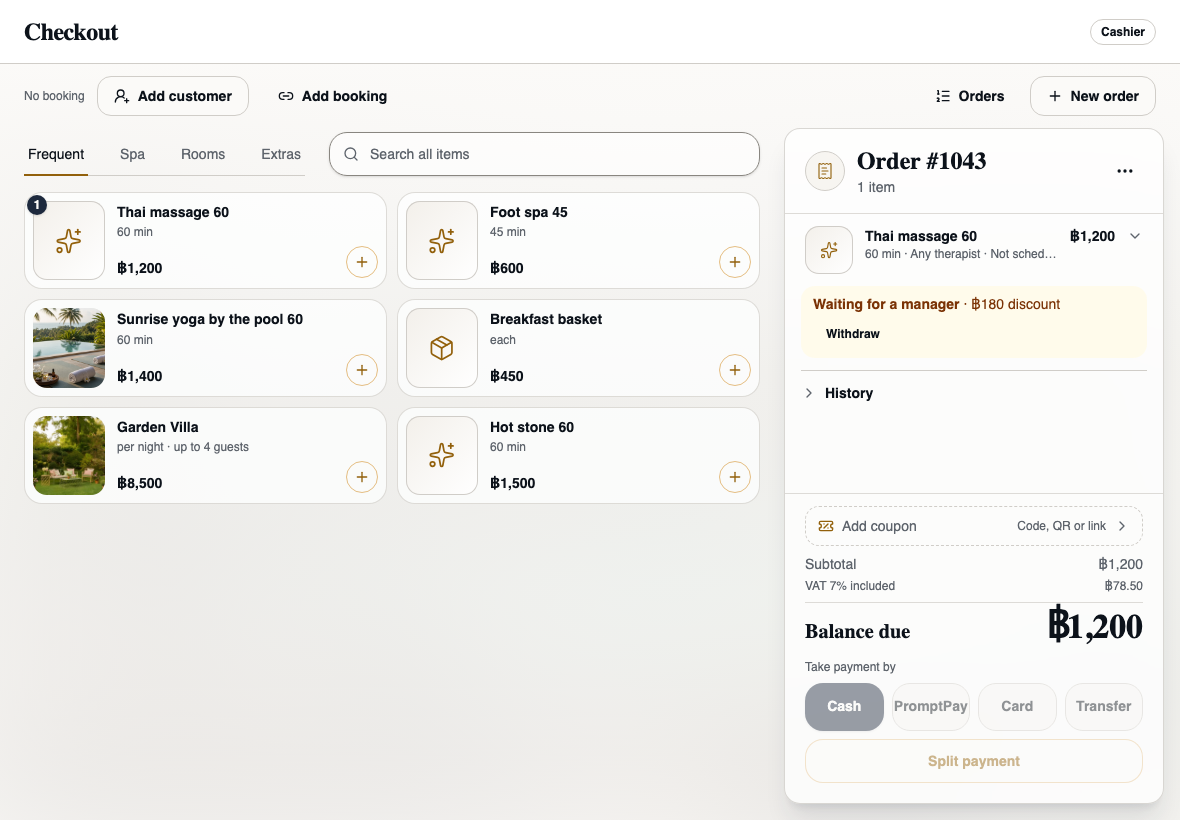 Checkout
Cashier
No booking
Add customer
Add booking
Orders
New order
Frequent
Spa
Rooms
Extras
Search all items
1
Thai massage 60
60 min
฿1,200
Foot spa 45
45 min
฿600
Sunrise yoga by the pool 60
60 min
฿1,400
Breakfast basket
each
฿450
Garden Villa
per night · up to 4 guests
฿8,500
Hot stone 60
60 min
฿1,500
Order #1043
1 item
Thai massage 60
฿1,200
60 min · Any therapist · Not sched…
Waiting for a manager · ฿180 discount
Withdraw
History
Add coupon
Code, QR or link
Subtotal
฿1,200
VAT 7% included
฿78.50
Balance due
฿1,200
Take payment by
Cash
PromptPay
Card
Transfer
Split payment